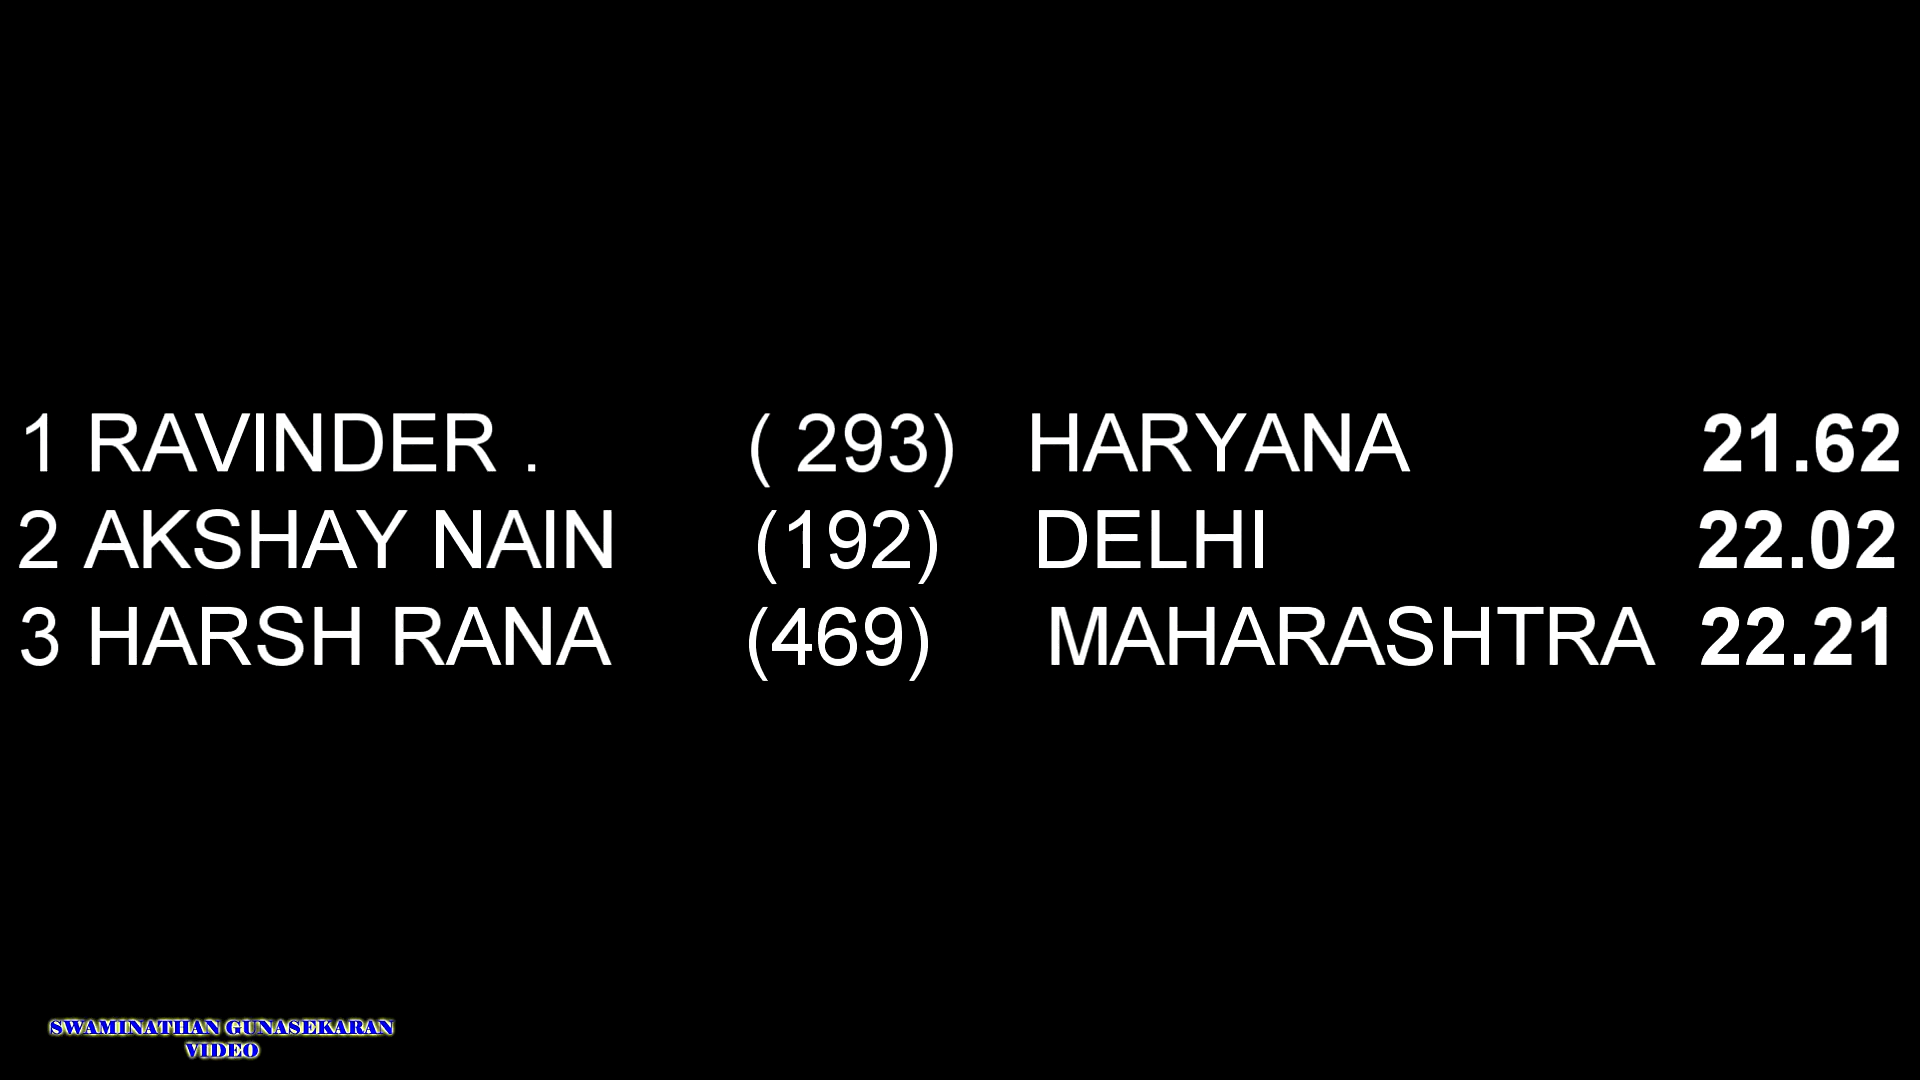 1 RAVINDER . ( 293) HARYANA 21.62
2 AKSHAY NAIN (192) DELHI 22.02
3 HARSH RANA (469) MAHARASHTRA 22.21
SWAMINATHAN GUNASEKARAN
VIDEO